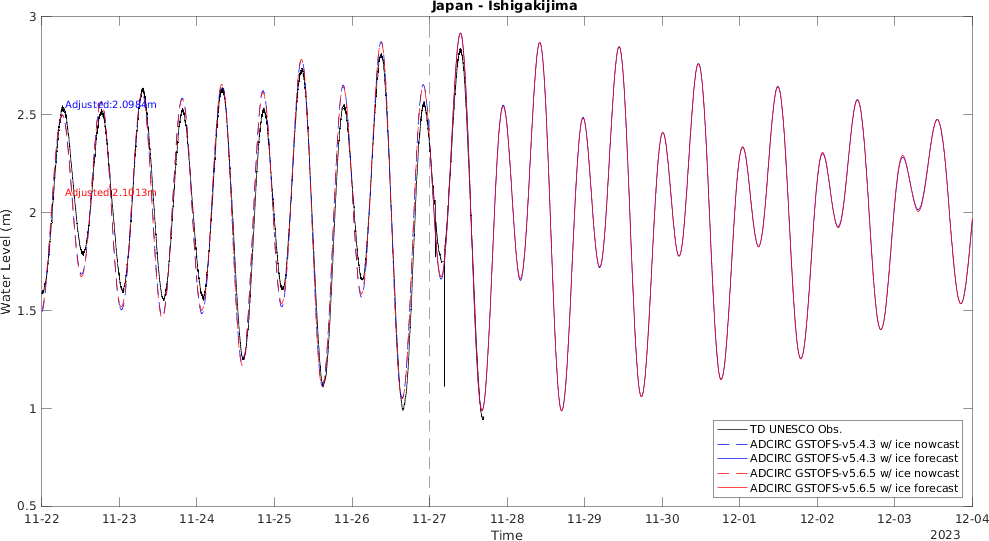 Japan - Ishigakijima
3
2.5
2
1.5
1
0.5
Water Level (m)
Adjusted:2.0984m
Adjusted:2.1013m
TD UNESCO Obs.
ADCIRC GSTOFS-v5.4.3 w/ ice nowcast
ADCIRC GSTOFS-v5.4.3 w/ ice forecast
ADCIRC GSTOFS-v5.6.5 w/ ice nowcast
ADCIRC GSTOFS-v5.6.5 w/ ice forecast
11-22 11-23 11-24 11-25 11-26 11-27 11-28 11-29 11-30 12-01 12-02 12-03 12-04
Time
2023